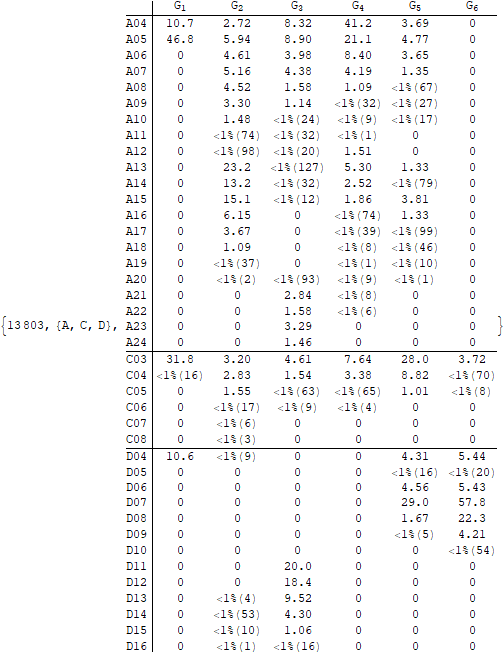 G1 G2 G3 G4 G5 G6
A04 10.7 2.72 8.32 41.2 3.69 0
A05 46.8 5.94 8.90 21.1 4.77 0
A06 0 4.61 3.98 8.40 3.65 0
A07 0 5.16 4.38 4.19 1.35 0
A08 0 4.52 1.58 1.09 <1%(67) 0
A09 0 3.30 1.14 <1%(32) <1%(27) 0
A10 0 1.48 <1%(24) <1%(9) <1%(17) 0
A11 0 <1%(74) <1%(32) <1%(1) 0 0
A12 0 <1%(98) <1%(20) 1.51 0 0
A13 0 23.2 <1%(127) 5.30 1.33 0
A14 0 13.2 <1%(32) 2.52 <1%(79) 0
A15 0 15.1 <1%(12) 1.86 3.81 0
A16 0 6.15 0 <1%(74) 1.33 0
A17 0 3.67 0 <1%(39) <1%(99) 0
A18 0 1.09 0 <1%(8) <1%(46) 0
A19 0 <1%(37) 0 <1%(1) <1%(10) 0
A20 0 <1%(2) <1%(93) <1%(9) <1%(1) 0
A21 0 0 2.84 <1%(8) 0 0
A22 0 0 1.58 <1%(6) 0 0
{13803, {A, C, D}, A23 0 0 3.29 0 0 0 }
A24 0 0 1.46 0 0 0
C03 31.8 3.20 4.61 7.64 28.0 3.72
C04 <1%(16) 2.83 1.54 3.38 8.82 <1%(70)
C05 0 1.55 <1%(63) <1%(65) 1.01 <1%(8)
C06 0 <1%(17) <1%(9) <1%(4) 0 0
C07 0 <1%(6) 0 0 0 0
C08 0 <1%(3) 0 0 0 0
D04 10.6 <1%(9) 0 0 4.31 5.44
D05 0 0 0 0 <1%(16) <1%(20)
D06 0 0 0 0 4.56 5.43
D07 0 0 0 0 29.0 57.8
D08 0 0 0 0 1.67 22.3
D09 0 0 0 0 <1%(5) 4.21
D10 0 0 0 0 0 <1%(54)
D11 0 0 20.0 0 0 0
D12 0 0 18.4 0 0 0
D13 0 <1%(4) 9.52 0 0 0
D14 0 <1%(53) 4.30 0 0 0
D15 0 <1%(10) 1.06 0 0 0
D16 0 <1%(1) <1%(16) 0 0 0